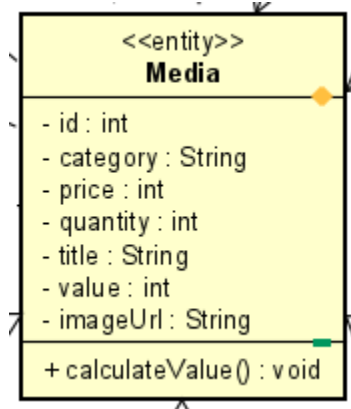 <<entity>>
Media
- id : int
- category : String
- price : int
- quantity : int
- title : String
- value : int
- imageUrl : String
+ calculateValue() : void